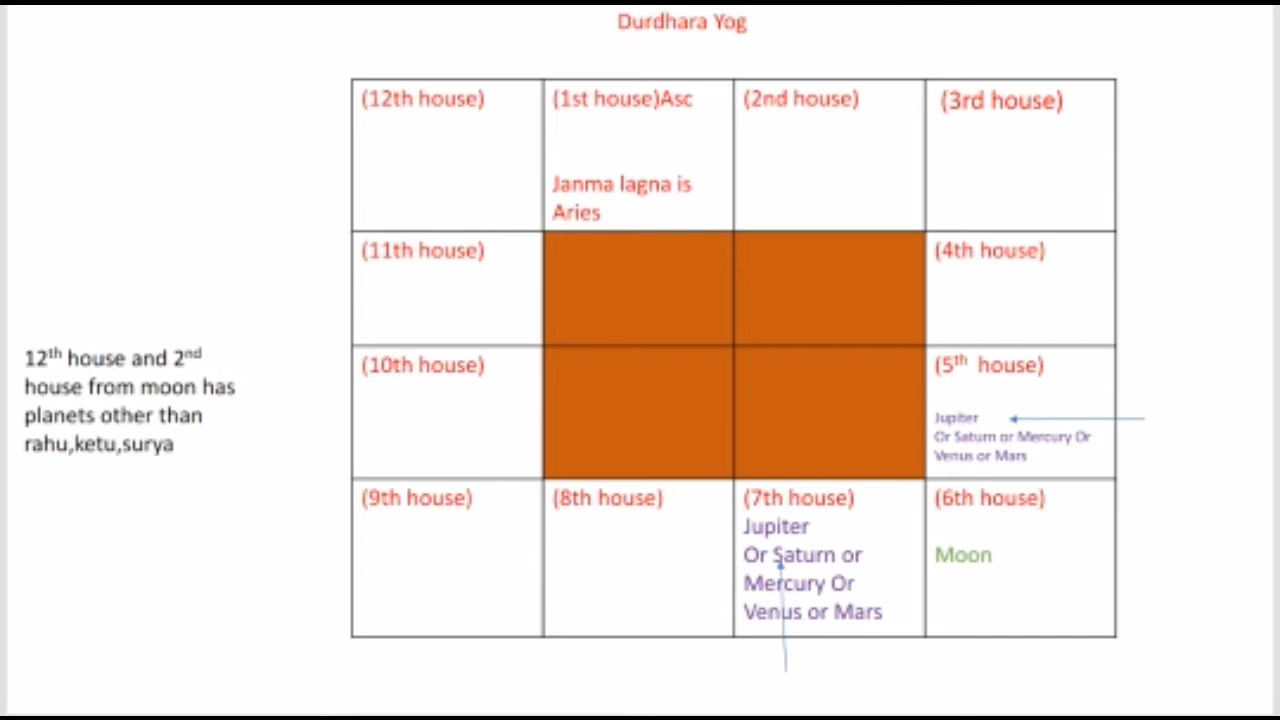 Durdhara Yog
(12th house)
(1st house)Asc
Janma lagna is
Aries
(2nd house)
(3rd house)
(11th house)
(4th house)
12th house and 2nd
house from moon has
planets other than
rahu,ketu,surya
(10th house)
(5th house)
Jupiter
Or Saturn or Mercury Or
Venus or Mars
(9th house)
(8th house)
(7th house)
Jupiter
Or Saturn or
Mercury Or
Venus or Mars
(6th house)
Moon